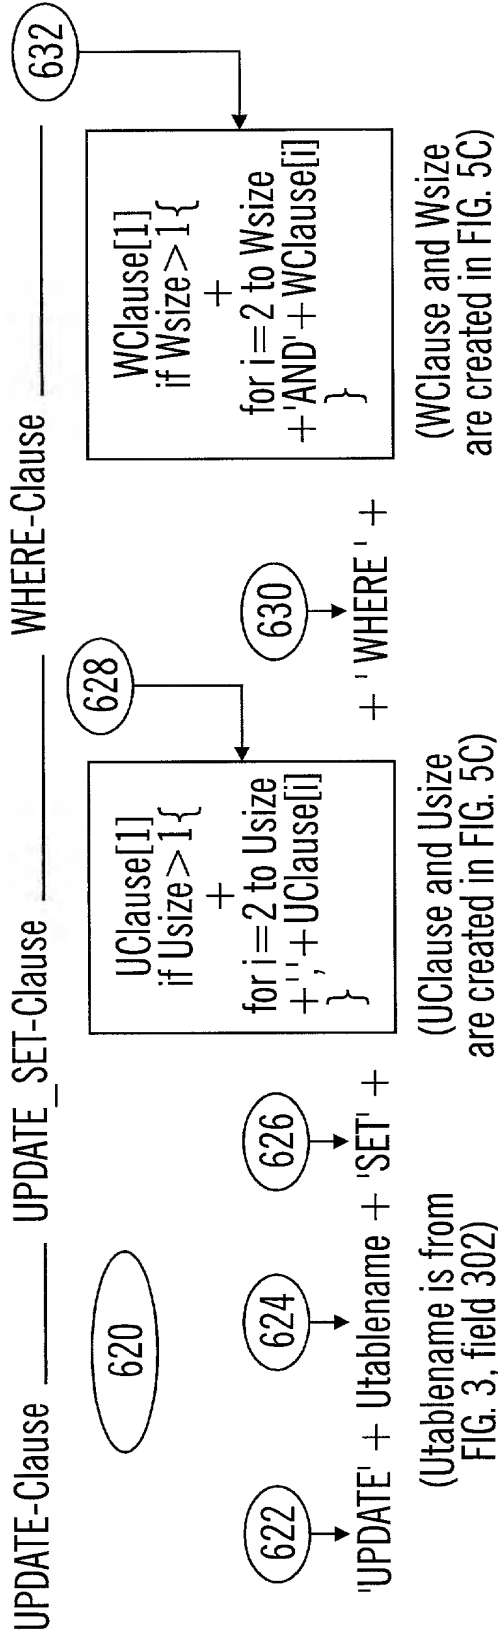 UPDATE-Clause —— UPDATE_SET-Clause —— WHERE-Clause —— 632
620
628
UClause[1]
if Usize>1{
+
for i=2 to Usize
+','+UClause[i]
}
WClause[1]
if Wsize>1{
+
for i=2 to Wsize
+'AND'+WClause[i]
}
622
624
626
630
'UPDATE' + Utablename + 'SET' +
+ 'WHERE' +
(Utablename is from
FIG. 3, field 302)
(UClause and Usize
are created in FIG. 5C)
(WClause and Wsize
are created in FIG. 5C)